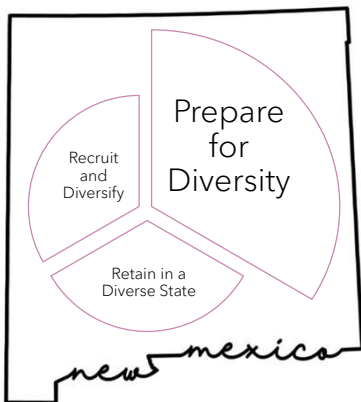 Prepare
for
Diversity
Recruit
and
Diversify
Retain in a
Diverse State
new mexico